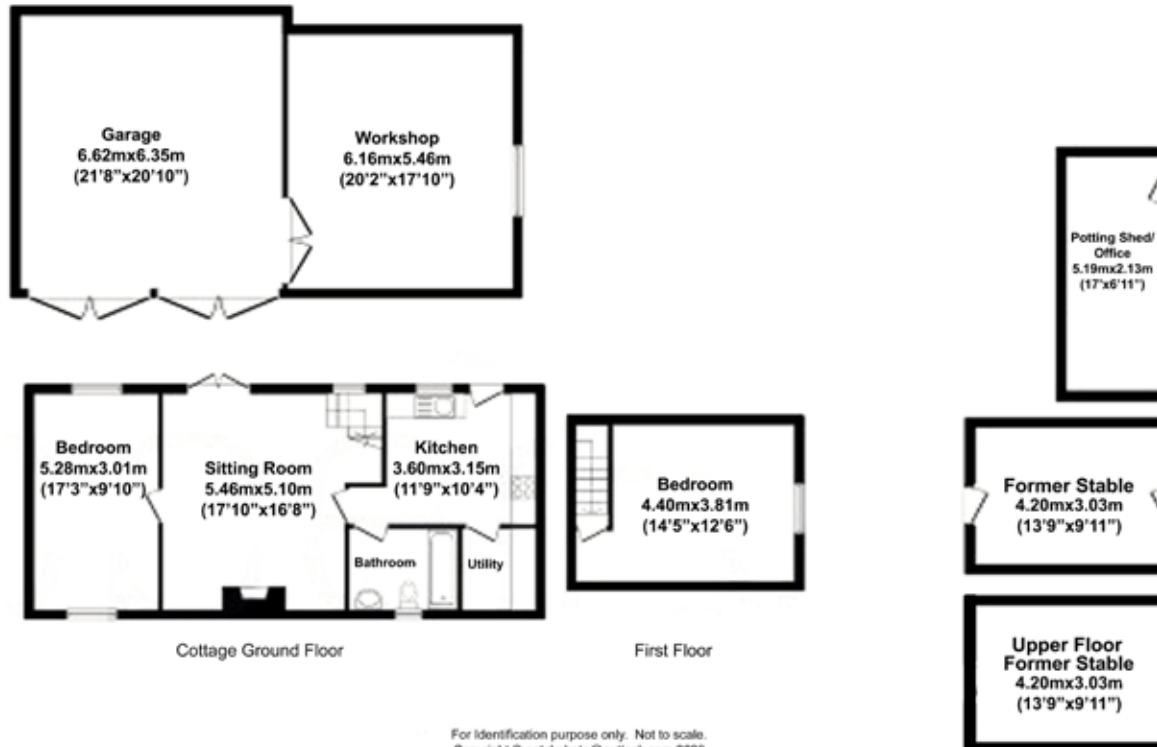 Garage
6.62mx6.35m
(21'8"x20'10")
Workshop
6.16mx5.46m
(20'2"x17'10")
Potting Shed/
Office
5.19mx2.13m
(17'x6'11")
Bedroom
5.28mx3.01m
(17'3"x9'10")
Sitting Room
5.46mx5.10m
(17'10"x16'8")
Kitchen
3.60mx3.15m
(11'9"x10'4")
Bathroom
Utility
Bedroom
4.40mx3.81m
(14'5"x12'6")
Former Stable
4.20mx3.03m
(13'9"x9'11")
Cottage Ground Floor
First Floor
Upper Floor
Former Stable
4.20mx3.03m
(13'9"x9'11")
For Identification purpose only. Not to scale.